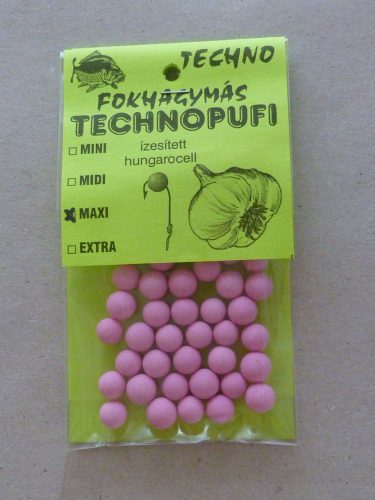 TECHNO
FOKHAGYMÁS
TECHNOPUFI
MINI
ízesített
hungarocell
MIDI
MAXI
EXTRA